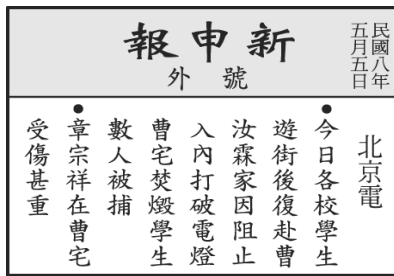 民國八年
五月五日
新申報
號外
北京電
●今日各校學生
遊街後復赴曹
汝霖家因阻止
入內打破電燈
曹宅焚燬學生
數人被捕
●章宗祥在曹宅
受傷甚重